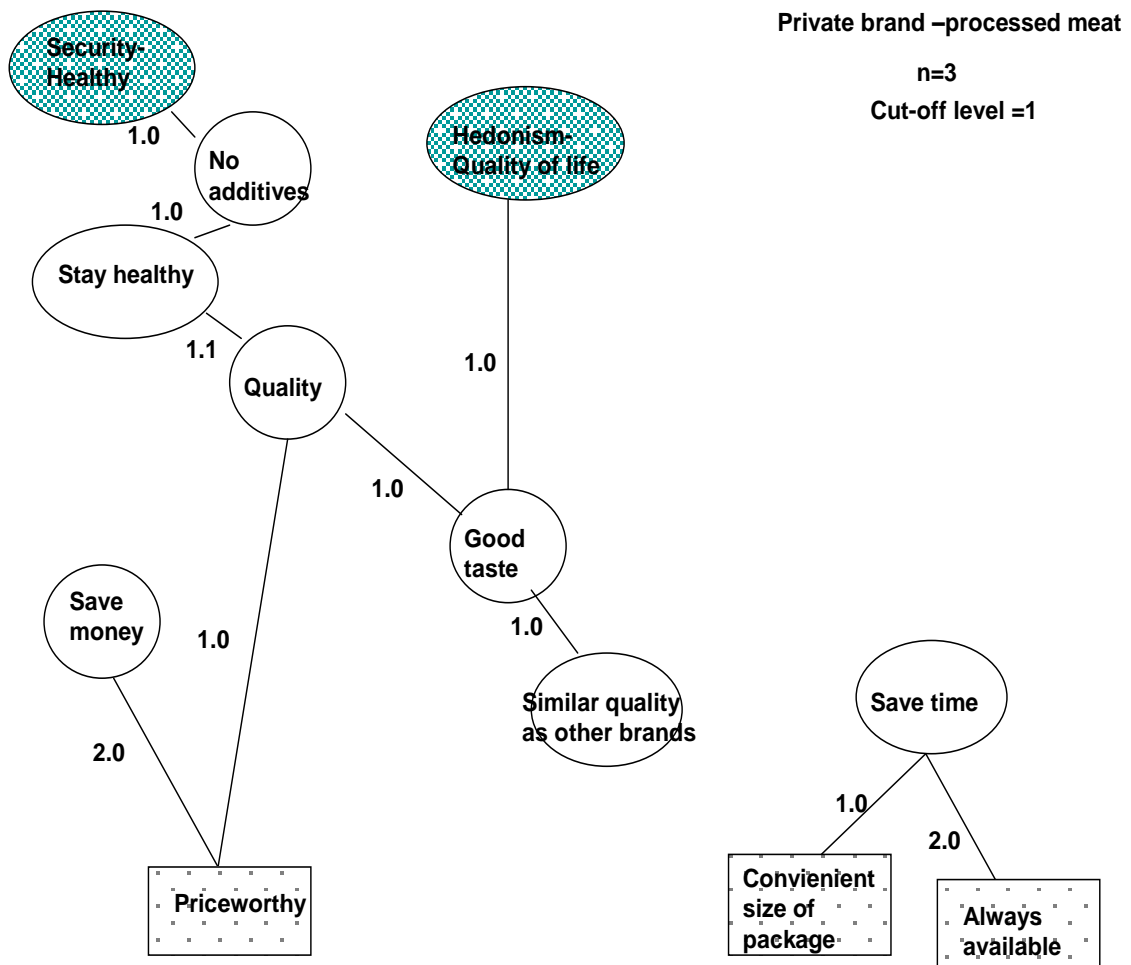 Private brand –processed meat
n=3
Cut-off level =1
Security-
Healthy
1.0
No
additives
1.0
Hedonism-
Quality of life
Stay healthy
1.1
Quality
1.0
1.0
Good
taste
Save
money
1.0
1.0
Similar quality
as other brands
Save time
2.0
1.0
2.0
Priceworthy
Convienient
size of
package
Always
available